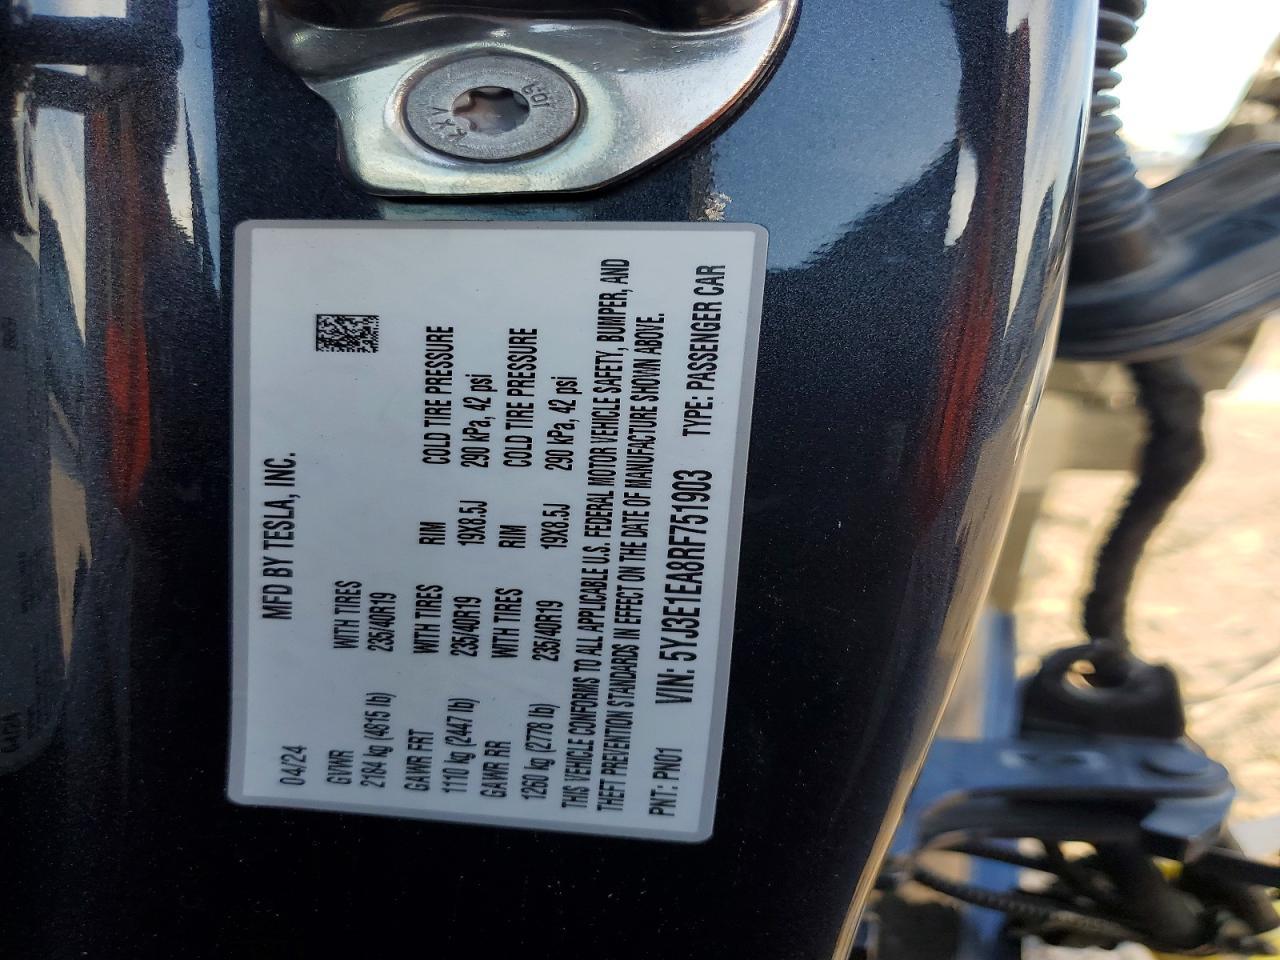 MFD BY TESLA, INC.
04/24
GVWR WITH TIRES
2184 kg (4815 lb) 235/40R19
GAWR FRT WITH TIRES RIM COLD TIRE PRESSURE
1110 kg (2447 lb) 235/40R19 19X8.5J 290 kPa, 42 psi
GAWR RR WITH TIRES RIM COLD TIRE PRESSURE
1260 kg (2778 lb) 235/40R19 19X8.5J 290 kPa, 42 psi
THIS VEHICLE CONFORMS TO ALL APPLICABLE U.S. FEDERAL MOTOR VEHICLE SAFETY, BUMPER, AND
THEFT PREVENTION STANDARDS IN EFFECT ON THE DATE OF MANUFACTURE SHOWN ABOVE.
PNT: PN01 VIN: 5YJ3E1EA8RF751903 TYPE: PASSENGER CAR